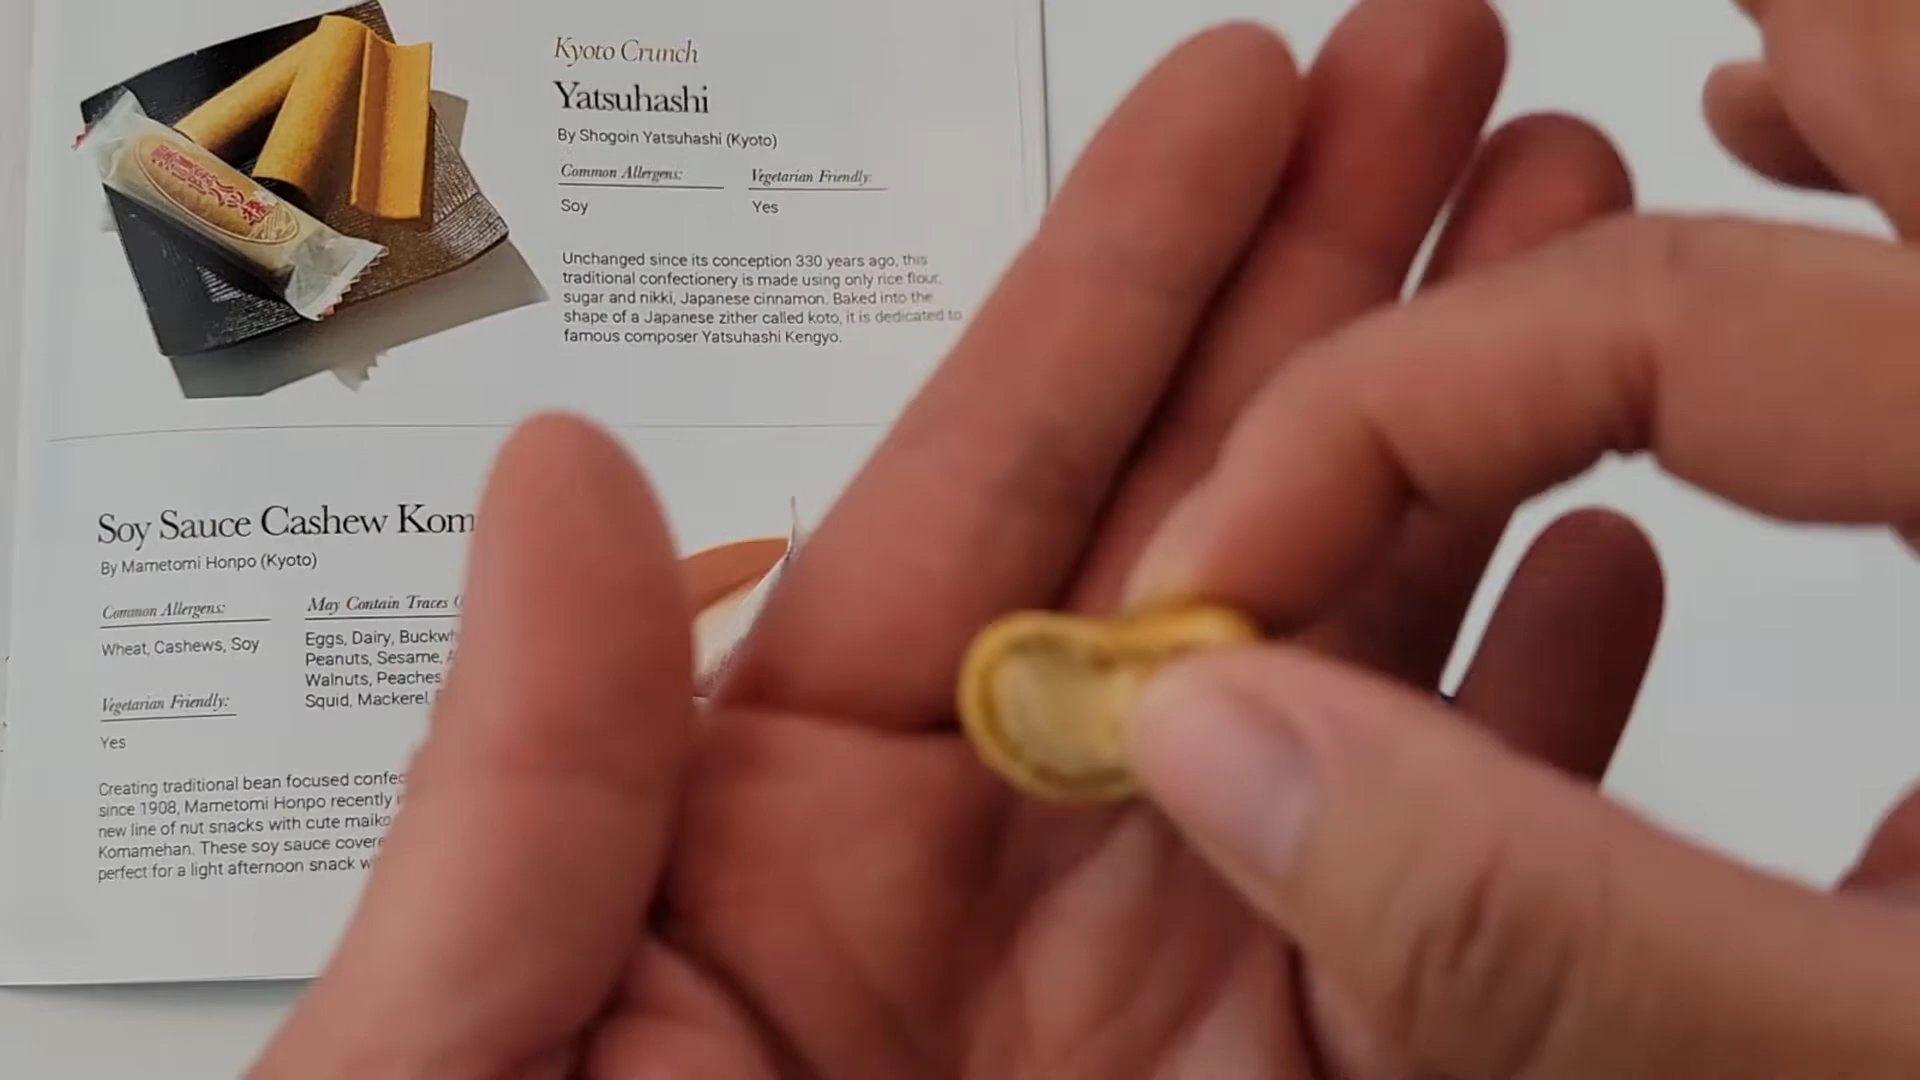 Kyoto Crunch
Yatsuhashi
By Shogoin Yatsuhashi (Kyoto)
Common Allergens:
Soy
Vegetarian Friendly:
Yes
Unchanged since its conception 330 years ago, this
traditional confectionery is made using only rice flour,
sugar and nikki, Japanese cinnamon. Baked into the
shape of a Japanese zither called koto, it is dedicated to
famous composer Yatsuhashi Kengyo.
Soy Sauce Cashew Kom
By Mametomi Honpo (Kyoto)
Common Allergens:
Wheat, Cashews, Soy
May Contain Traces
Eggs, Dairy, Buckwh
Peanuts, Sesame,
Walnuts, Peaches
Squid, Mackerel,
Vegetarian Friendly:
Yes
Creating traditional bean focused confec
since 1908, Mametomi Honpo recently
new line of nut snacks with cute maiko
Komamehan. These soy sauce covere
perfect for a light afternoon snack w